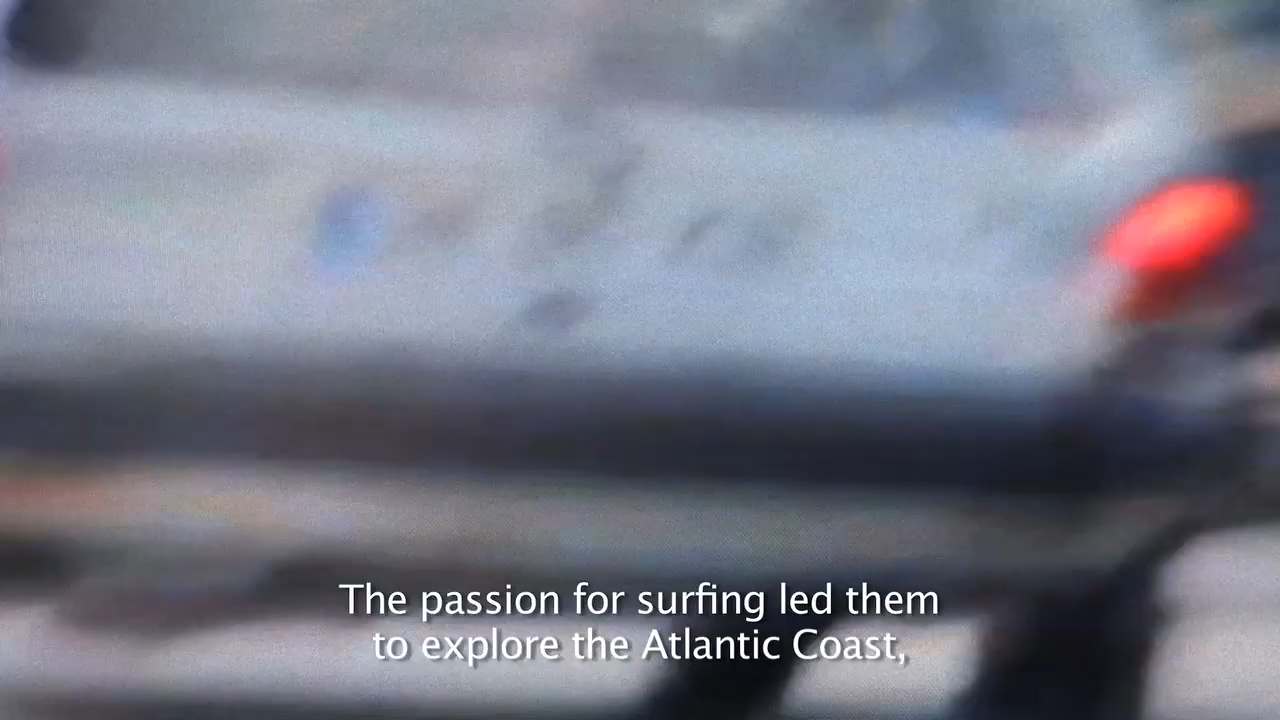 The passion for surfing led them
to explore the Atlantic Coast,